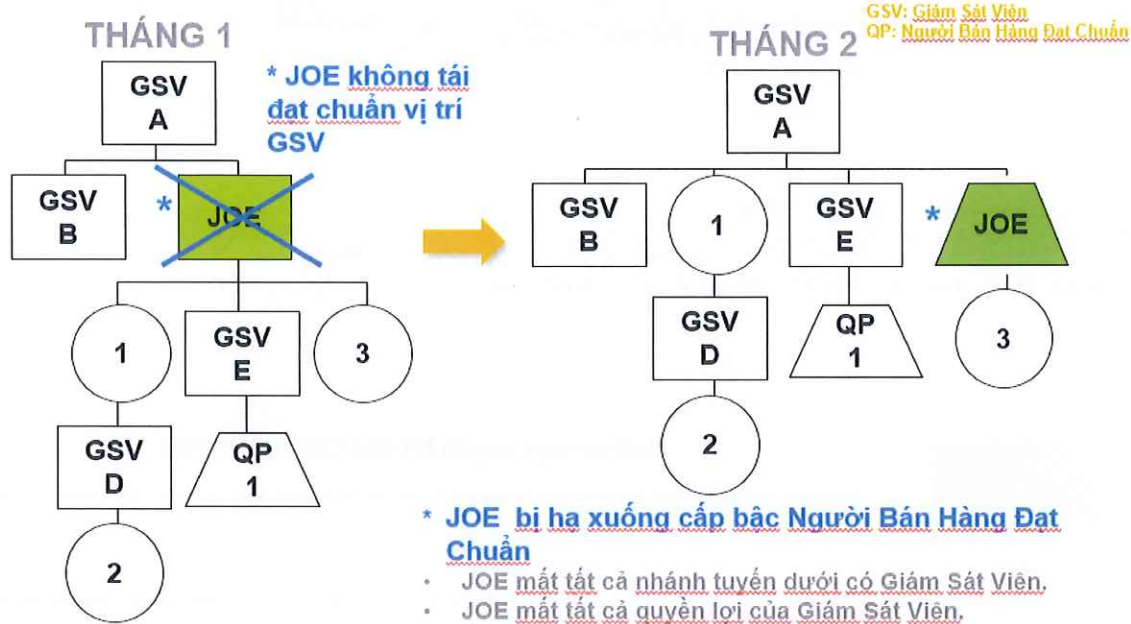 GSV: Giám Sát Viên
QP: Người Bán Hàng Đạt Chuẩn
THÁNG 1
* JOE không tái
đạt chuẩn vị trí
GSV
GSV
A
GSV
B
*
JOE
1
GSV
E
3
GSV
D
QP
1
2
THÁNG 2
GSV
A
GSV
B
1
GSV
E
*
JOE
GSV
D
QP
1
3
2
* JOE bị hạ xuống cấp bậc Người Bán Hàng Đạt
Chuẩn
• JOE mất tất cả nhánh tuyến dưới có Giám Sát Viên.
• JOE mất tất cả quyền lợi của Giám Sát Viên.